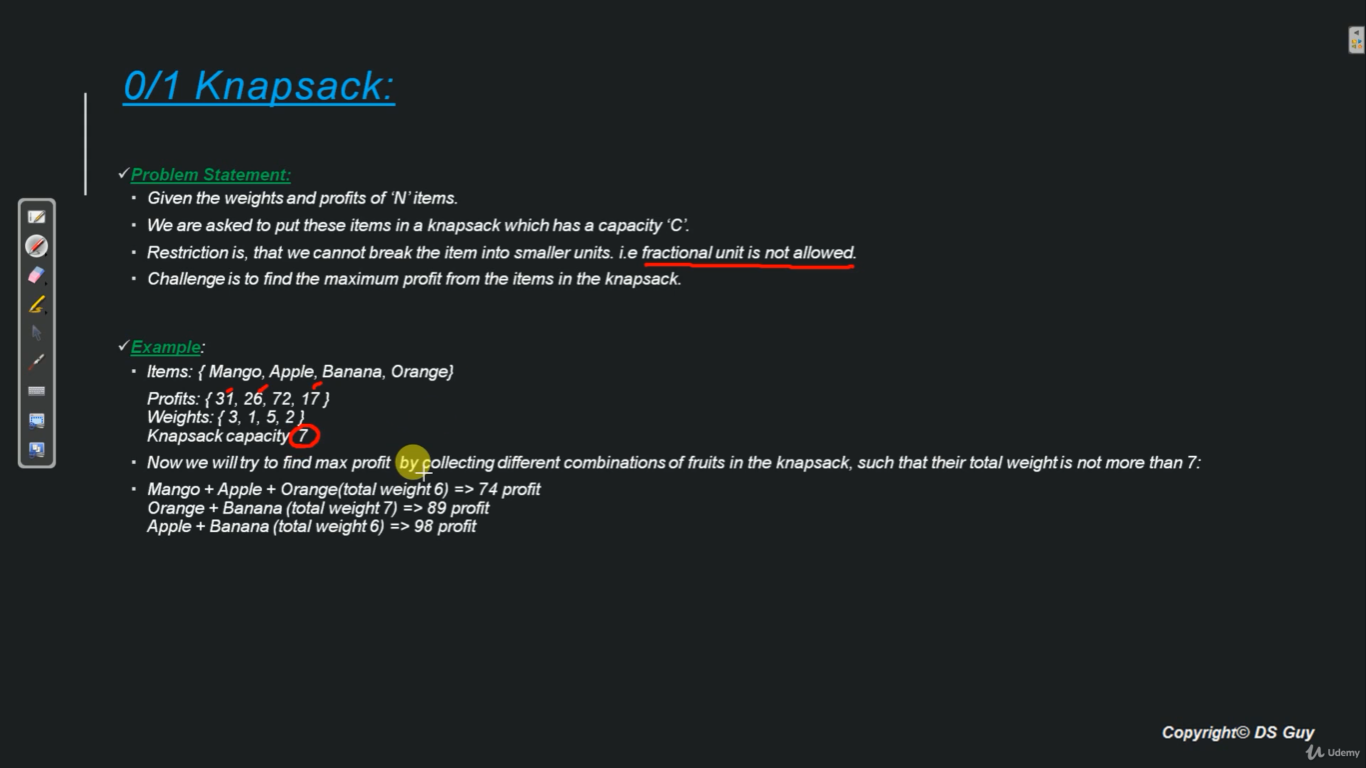 0/1 Knapsack:
✓Problem Statement:
▪ Given the weights and profits of ‘N’ items.
▪ We are asked to put these items in a knapsack which has a capacity ‘C’.
▪ Restriction is, that we cannot break the item into smaller units. i.e fractional unit is not allowed.
▪ Challenge is to find the maximum profit from the items in the knapsack.
✓Example:
▪ Items: { Mango, Apple, Banana, Orange}
Profits: { 31, 26, 72, 17 }
Weights: { 3, 1, 5, 2 }
Knapsack capacity: 7
▪ Now we will try to find max profit by collecting different combinations of fruits in the knapsack, such that their total weight is not more than 7:
▪ Mango + Apple + Orange(total weight 6) => 74 profit
Orange + Banana (total weight 7) => 89 profit
Apple + Banana (total weight 6) => 98 profit
Copyright© DS Guy
Udemy